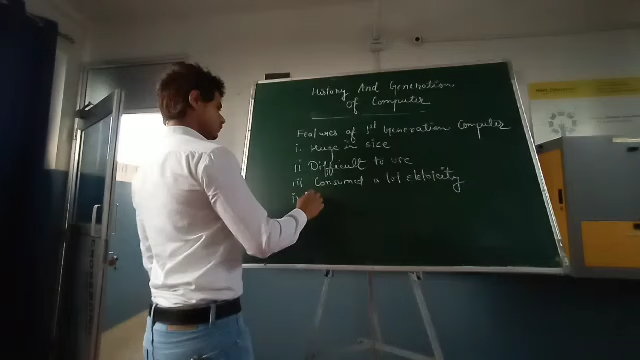 History And Generation
of Computer
Features of 1st Generation Computer
i. Huge in size
ii Difficult to use
iii Consumed a lot eletricity